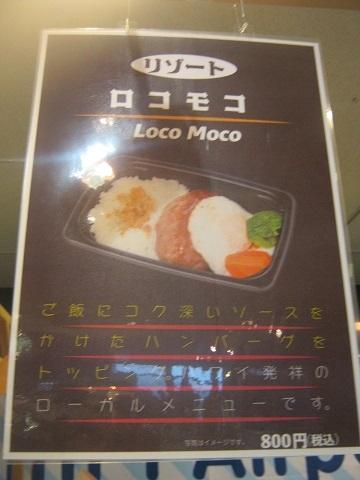 リゾート
ロコモコ
Loco Moco
ご飯にコク深いソースを
かけたハンバーグを
トッピング。ハワイ発祥の
ローカルメニューです。
写真はイメージです。 800円(税込)